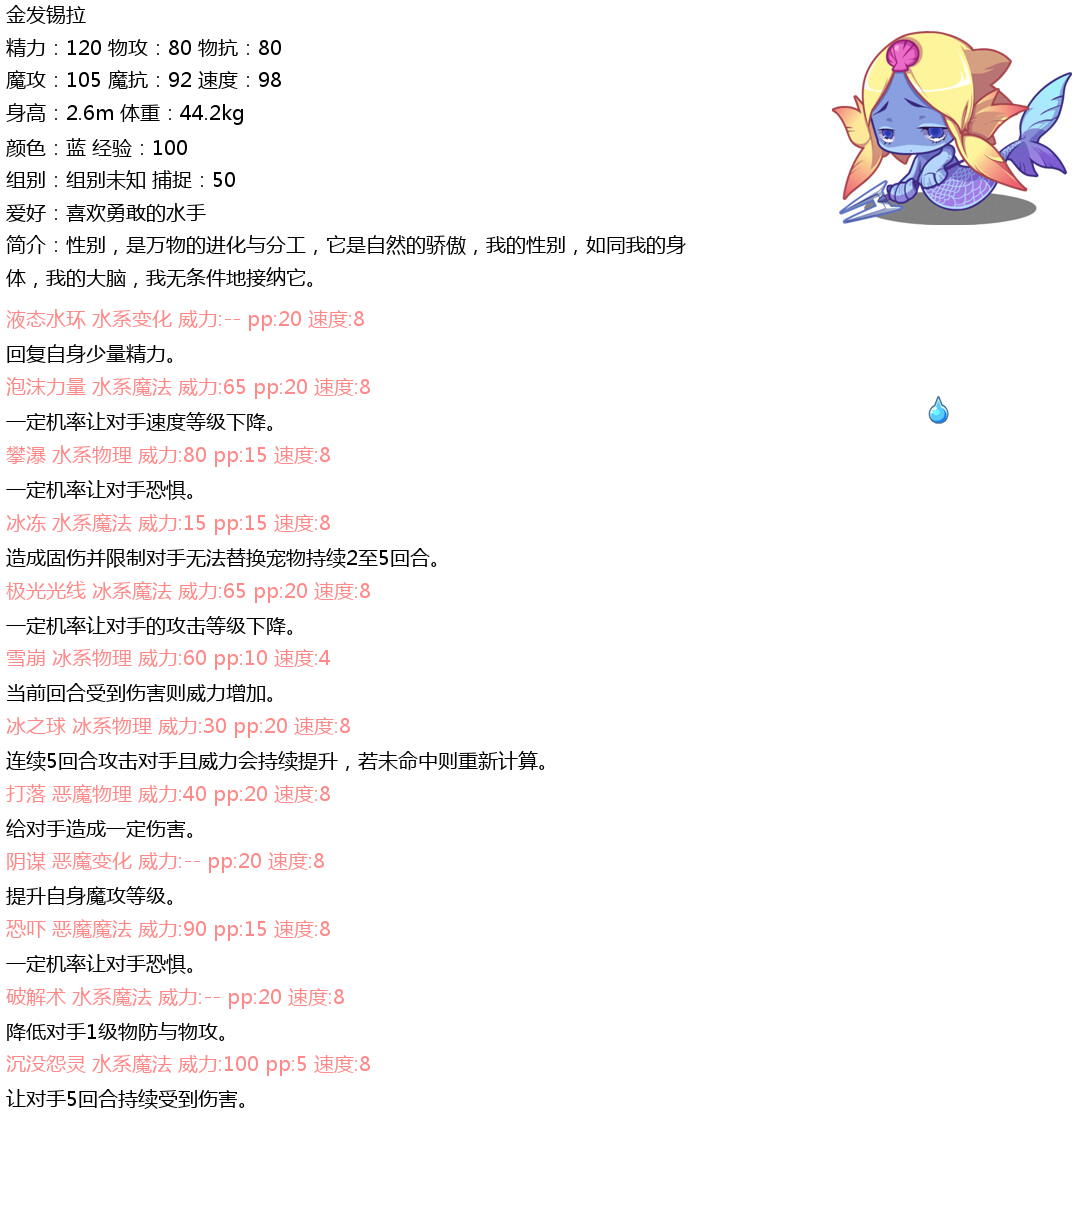 金发锡拉
精力：120 物攻：80 物抗：80
魔攻：105 魔抗：92 速度：98
身高：2.6m 体重：44.2kg
颜色：蓝 经验：100
组别：组别未知 捕捉：50
爱好：喜欢勇敢的水手
简介：性别，是万物的进化与分工，它是自然的骄傲，我的性别，如同我的身
体，我的大脑，我无条件地接纳它。
液态水环 水系变化 威力:-- pp:20 速度:8
回复自身少量精力。
泡沫力量 水系魔法 威力:65 pp:20 速度:8
一定机率让对手速度等级下降。
攀瀑 水系物理 威力:80 pp:15 速度:8
一定机率让对手恐惧。
冰冻 水系魔法 威力:15 pp:15 速度:8
造成固伤并限制对手无法替换宠物持续2至5回合。
极光光线 冰系魔法 威力:65 pp:20 速度:8
一定机率让对手的攻击等级下降。
雪崩 冰系物理 威力:60 pp:10 速度:4
当前回合受到伤害则威力增加。
冰之球 冰系物理 威力:30 pp:20 速度:8
连续5回合攻击对手且威力会持续提升，若未命中则重新计算。
打落 恶魔物理 威力:40 pp:20 速度:8
给对手造成一定伤害。
阴谋 恶魔变化 威力:-- pp:20 速度:8
提升自身魔攻等级。
恐吓 恶魔魔法 威力:90 pp:15 速度:8
一定机率让对手恐惧。
破解术 水系魔法 威力:-- pp:20 速度:8
降低对手1级物防与物攻。
沉没怨灵 水系魔法 威力:100 pp:5 速度:8
让对手5回合持续受到伤害。